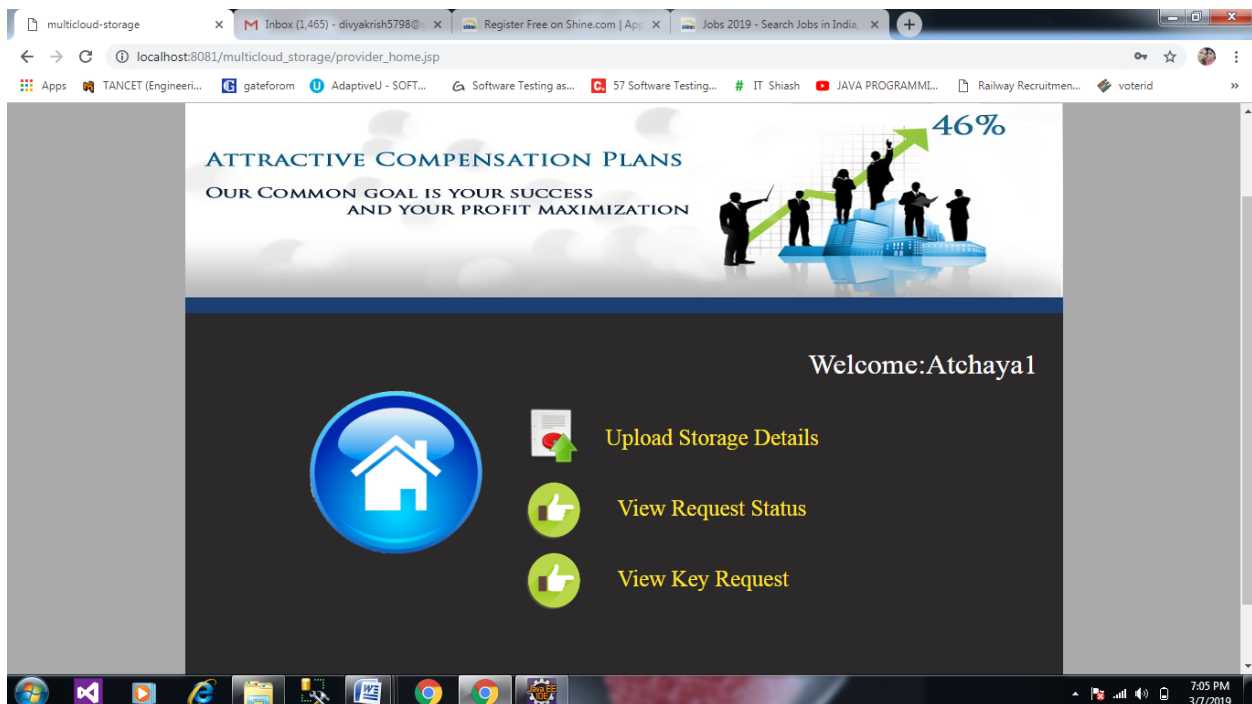 multicloud-storage
Inbox (1,465) - divyakrish5798@
Register Free on Shine.com | App
Jobs 2019 - Search Jobs in India,
localhost:8081/multicloud_storage/provider_home.jsp
Apps
TANCET (Engineeri...
gateforom
AdaptiveU - SOFT...
Software Testing as...
57 Software Testing...
IT Shiash
JAVA PROGRAMMI...
Railway Recruitmen...
voterid
»
46%
ATTRACTIVE COMPENSATION PLANS
OUR COMMON GOAL IS YOUR SUCCESS
AND YOUR PROFIT MAXIMIZATION
Welcome:Atchaya1
Upload Storage Details
View Request Status
View Key Request
Java EE
IDE
7:05 PM
3/7/2019